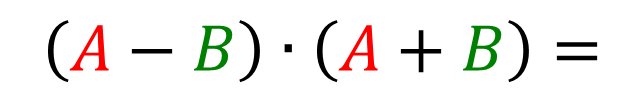 (A − B) · (A + B) =